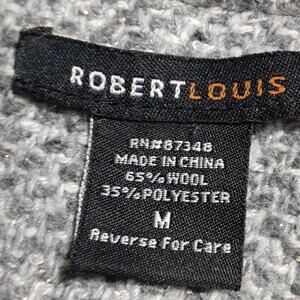 ROBERTLOUIS
RN#87348
MADE IN CHINA
65%WOOL
35%POLYESTER
M
Reverse For Care